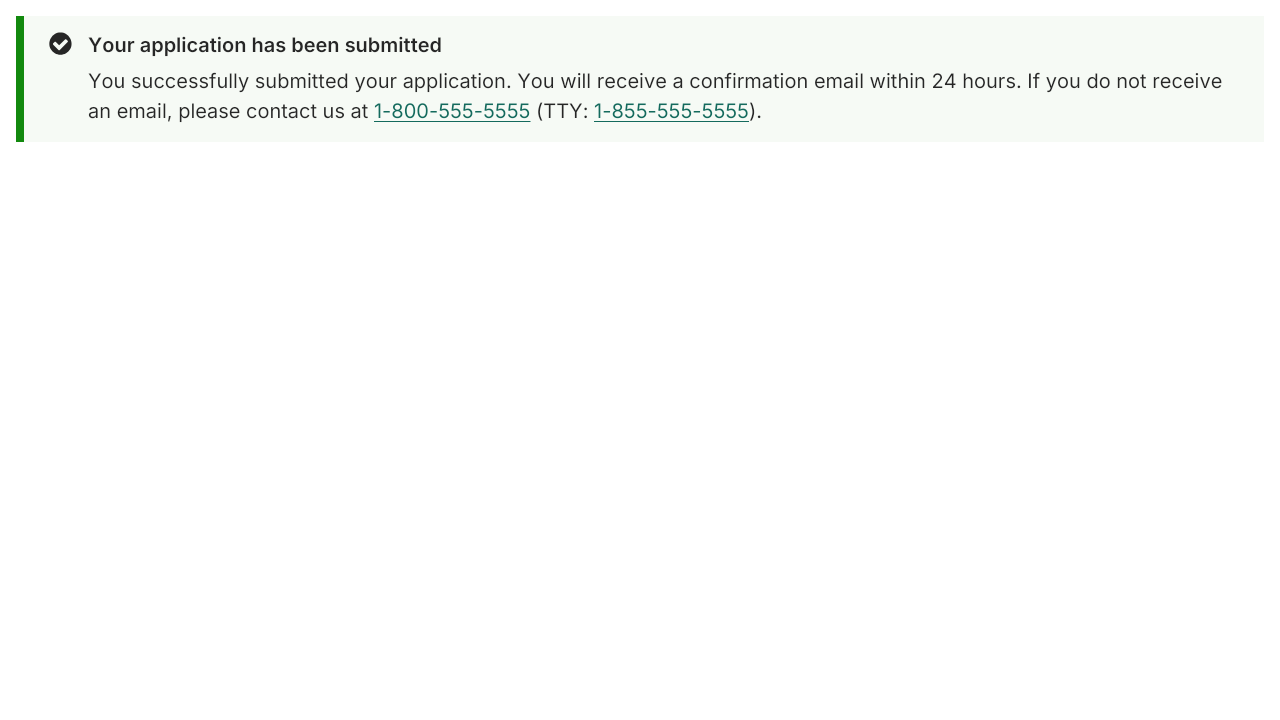 Your application has been submitted
You successfully submitted your application. You will receive a confirmation email within 24 hours. If you do not receive
an email, please contact us at 1-800-555-5555 (TTY: 1-855-555-5555).